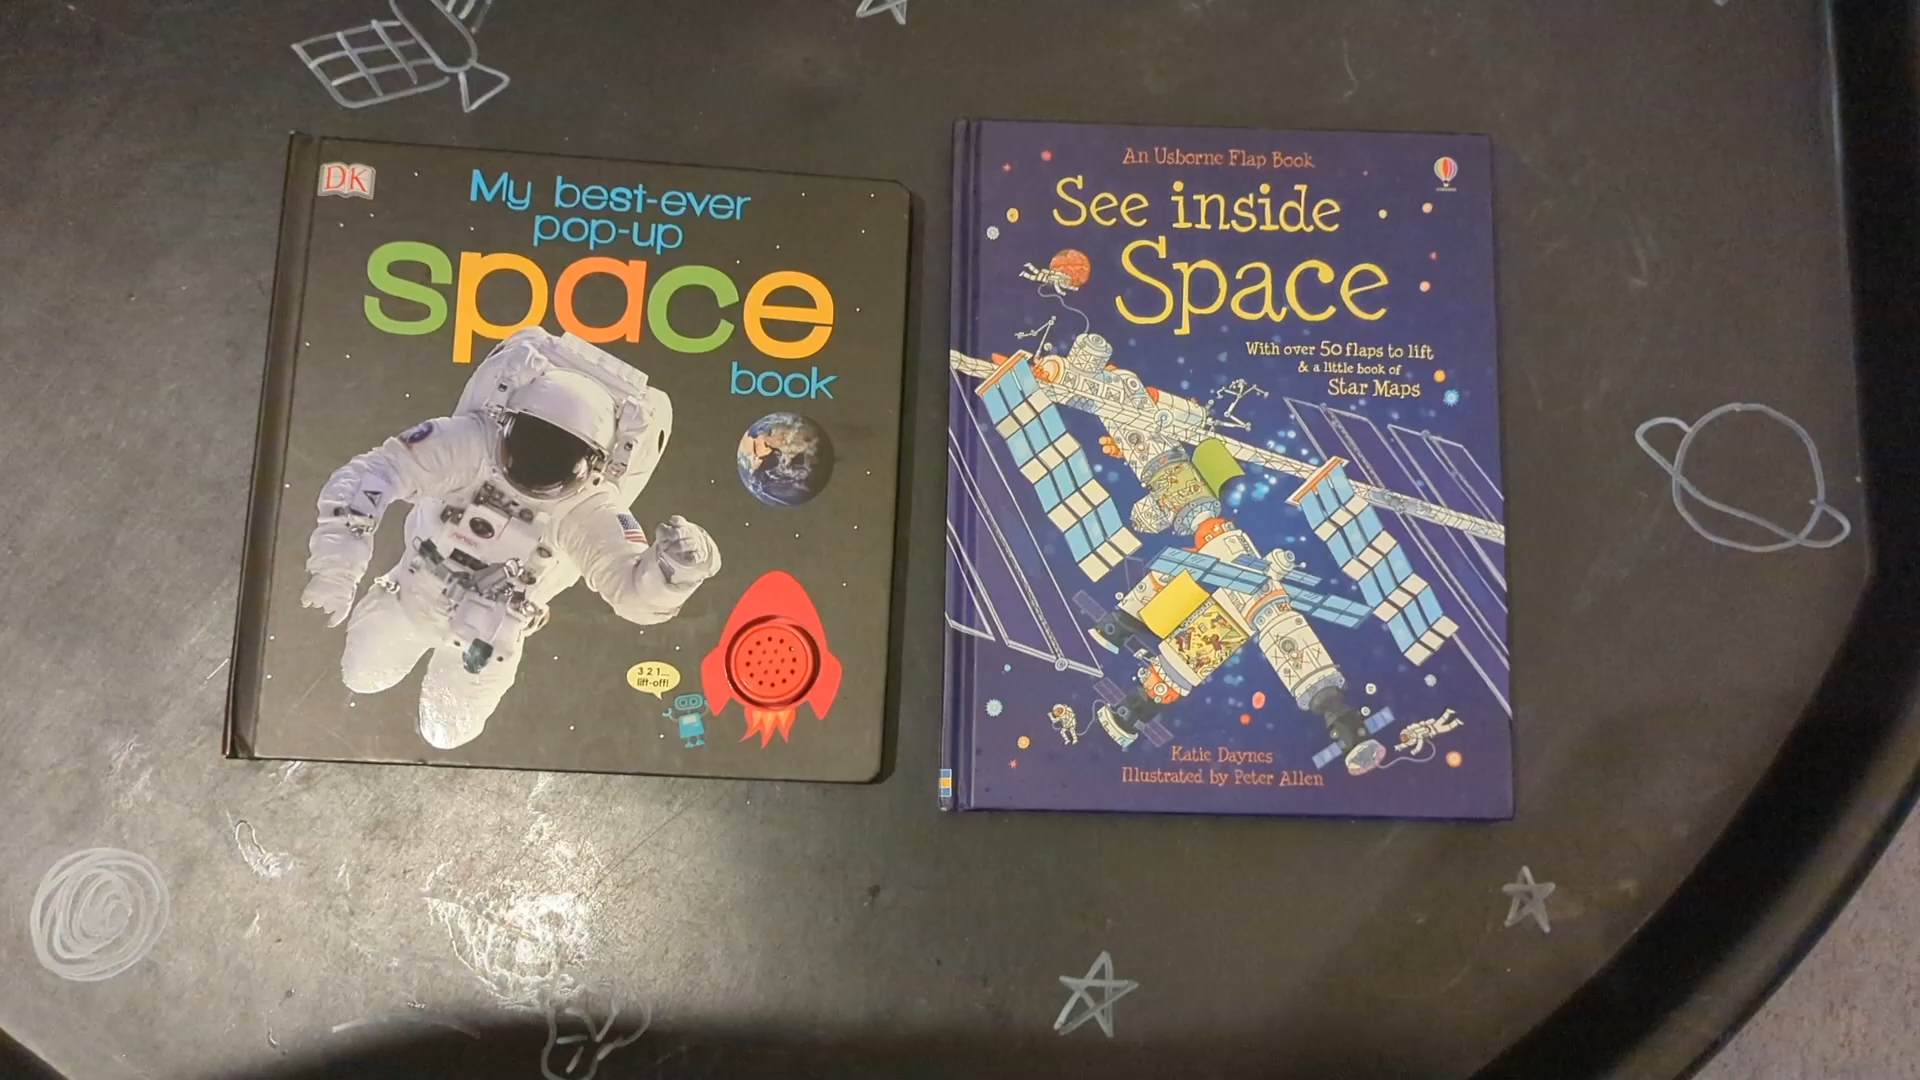 DK
My best-ever
pop-up
space
book
3 2 1...
lift-off!
An Usborne Flap Book
See inside
Space
With over 50 flaps to lift
& a little book of
Star Maps
Katie Daynes
Illustrated by Peter Allen